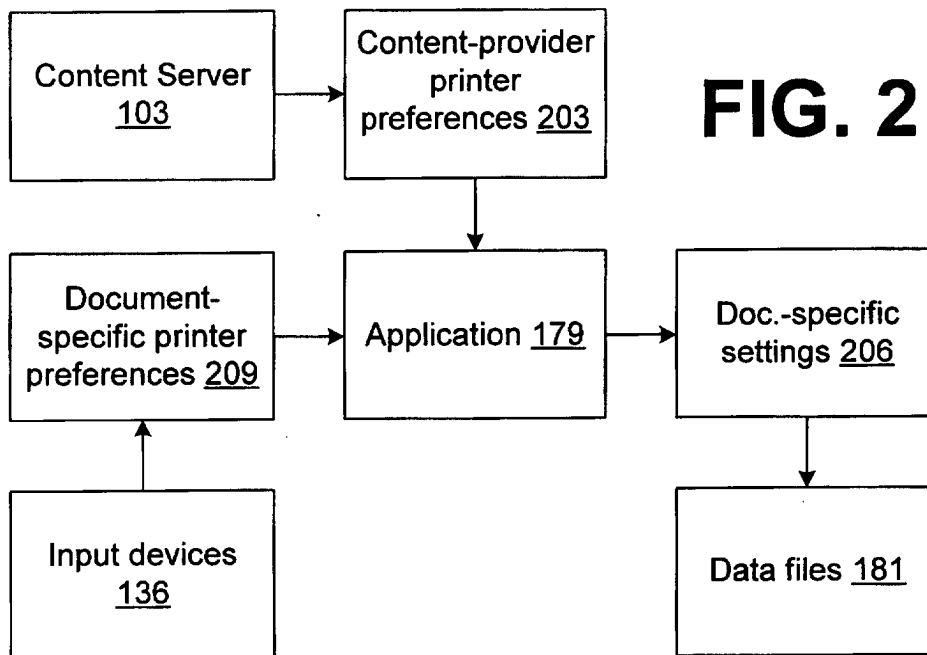 Content Server
103
Content-provider
printer
preferences 203
FIG. 2
Document-
specific printer
preferences 209
Application 179
Doc.-specific
settings 206
Input devices
136
Data files 181